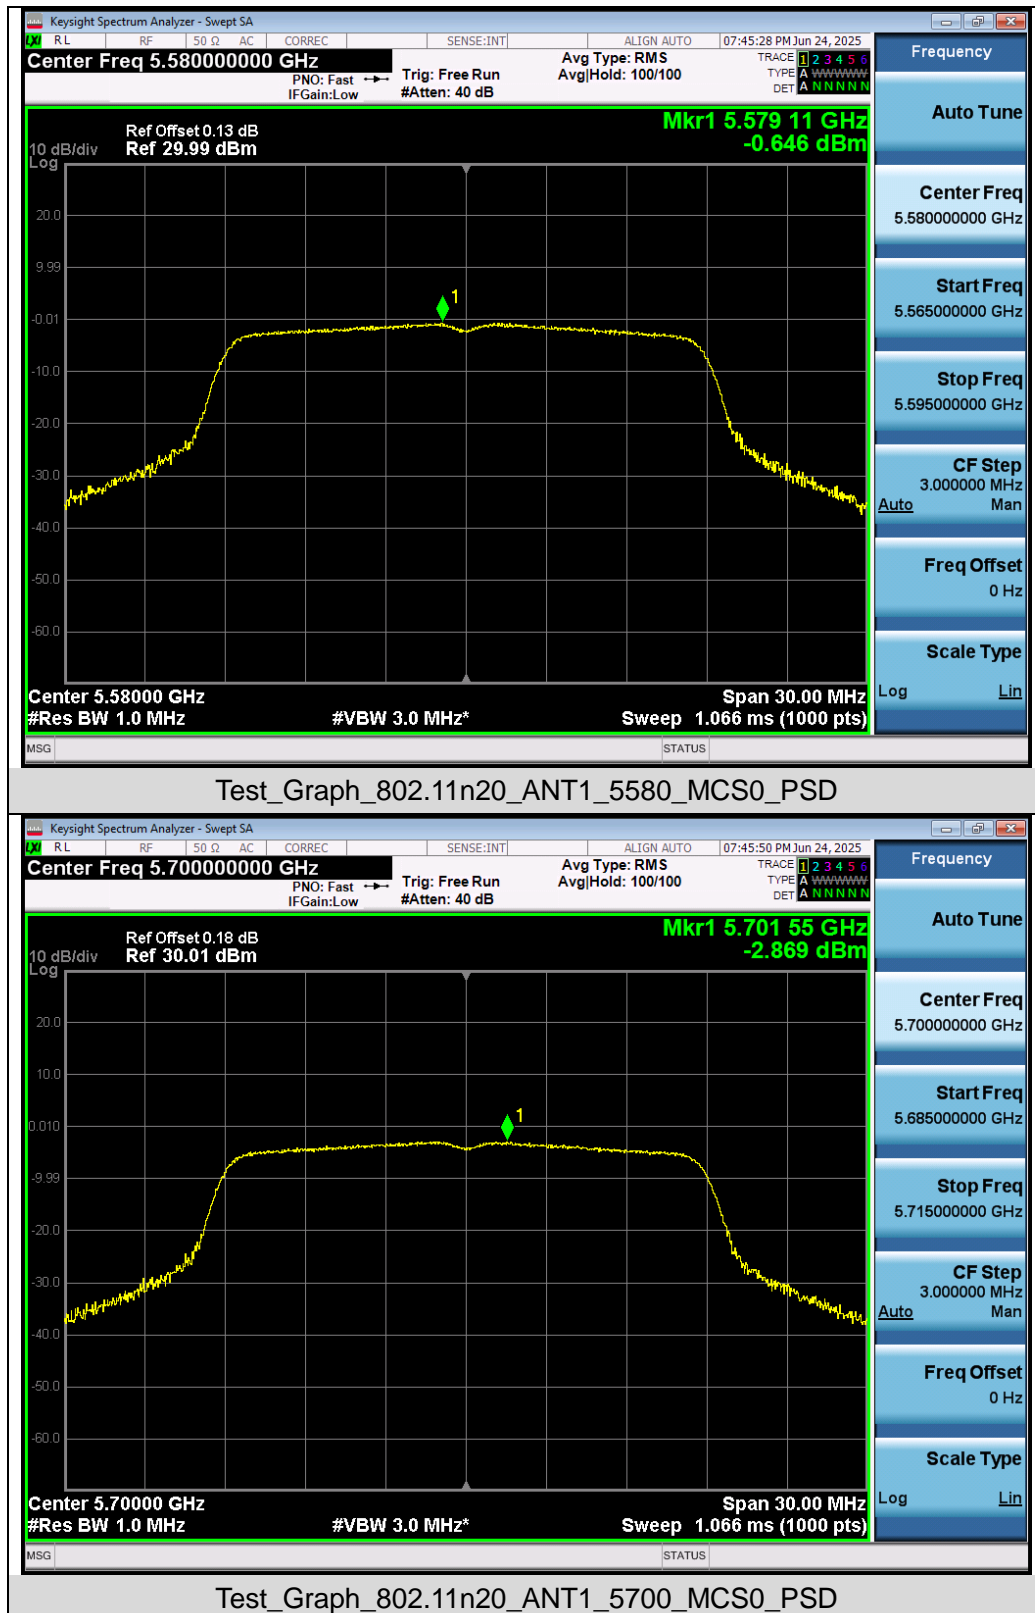 Keysight Spectrum Analyzer - Swept SA
LXI RL RF 50 Ω AC CORREC SENSE:INT ALIGN AUTO 07:45:28 PM Jun 24, 2025
Center Freq 5.580000000 GHz
PNO: Fast
IFGain:Low
Trig: Free Run
#Atten: 40 dB
Avg Type: RMS
Avg|Hold: 100/100
TRACE 1 2 3 4 5 6
TYPE A WWWWW
DET A N N N N N
Mkr1 5.579 11 GHz
-0.646 dBm
Ref Offset 0.13 dB
10 dB/div Ref 29.99 dBm
Log
20.0
9.99
-0.01
-10.0
-20.0
-30.0
-40.0
-50.0
-60.0
1
Center 5.58000 GHz
Span 30.00 MHz
#Res BW 1.0 MHz
#VBW 3.0 MHz*
Sweep 1.066 ms (1000 pts)
MSG
STATUS
Frequency
Auto Tune
Center Freq
5.580000000 GHz
Start Freq
5.565000000 GHz
Stop Freq
5.595000000 GHz
CF Step
3.000000 MHz
Auto Man
Freq Offset
0 Hz
Scale Type
Log Lin
Test_Graph_802.11n20_ANT1_5580_MCS0_PSD
Keysight Spectrum Analyzer - Swept SA
LXI RL RF 50 Ω AC CORREC SENSE:INT ALIGN AUTO 07:45:50 PM Jun 24, 2025
Center Freq 5.700000000 GHz
PNO: Fast
IFGain:Low
Trig: Free Run
#Atten: 40 dB
Avg Type: RMS
Avg|Hold: 100/100
TRACE 1 2 3 4 5 6
TYPE A WWWWW
DET A N N N N N
Mkr1 5.701 55 GHz
-2.869 dBm
Ref Offset 0.18 dB
10 dB/div Ref 30.01 dBm
Log
20.0
10.0
0.010
-9.99
-20.0
-30.0
-40.0
-50.0
-60.0
1
Center 5.70000 GHz
Span 30.00 MHz
#Res BW 1.0 MHz
#VBW 3.0 MHz*
Sweep 1.066 ms (1000 pts)
MSG
STATUS
Frequency
Auto Tune
Center Freq
5.700000000 GHz
Start Freq
5.685000000 GHz
Stop Freq
5.715000000 GHz
CF Step
3.000000 MHz
Auto Man
Freq Offset
0 Hz
Scale Type
Log Lin
Test_Graph_802.11n20_ANT1_5700_MCS0_PSD